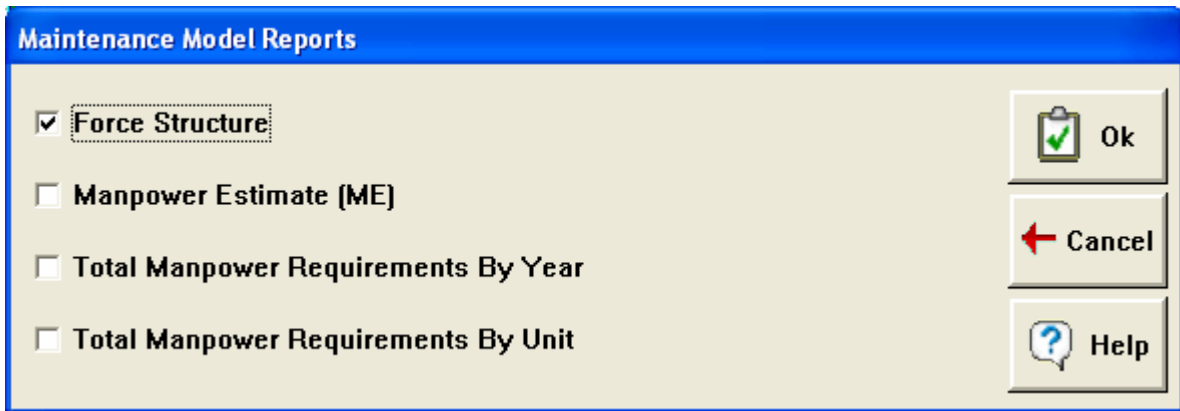 Maintenance Model Reports
Force Structure
Manpower Estimate (ME)
Total Manpower Requirements By Year
Total Manpower Requirements By Unit
Ok
Cancel
Help